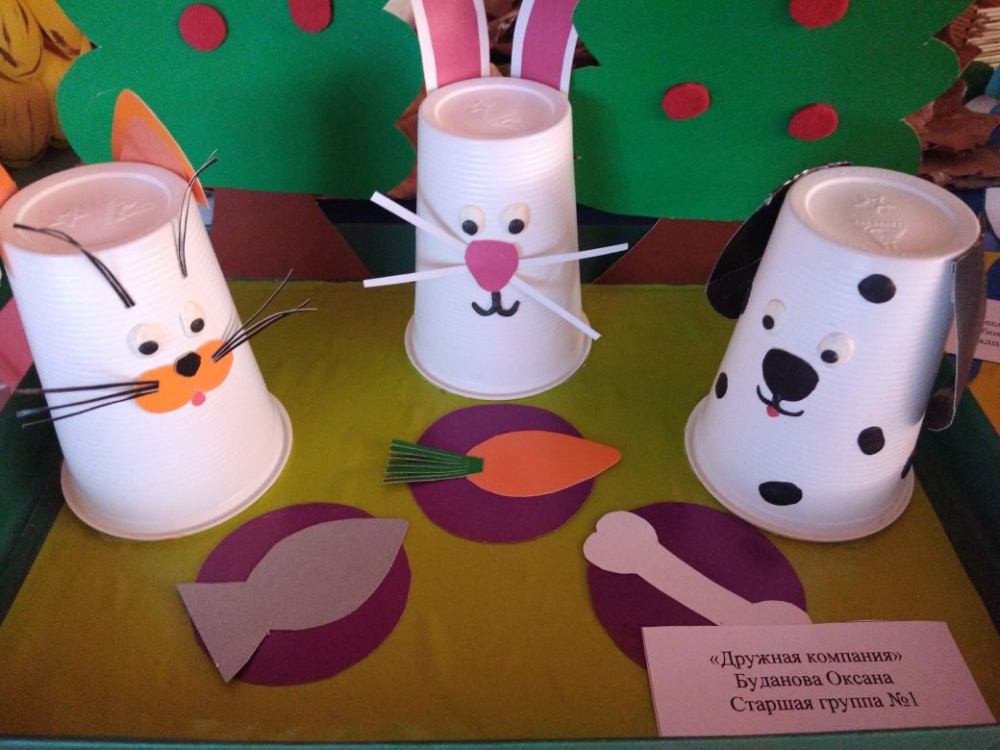 «Дружная компания»
Буданова Оксана
Старшая группа №1